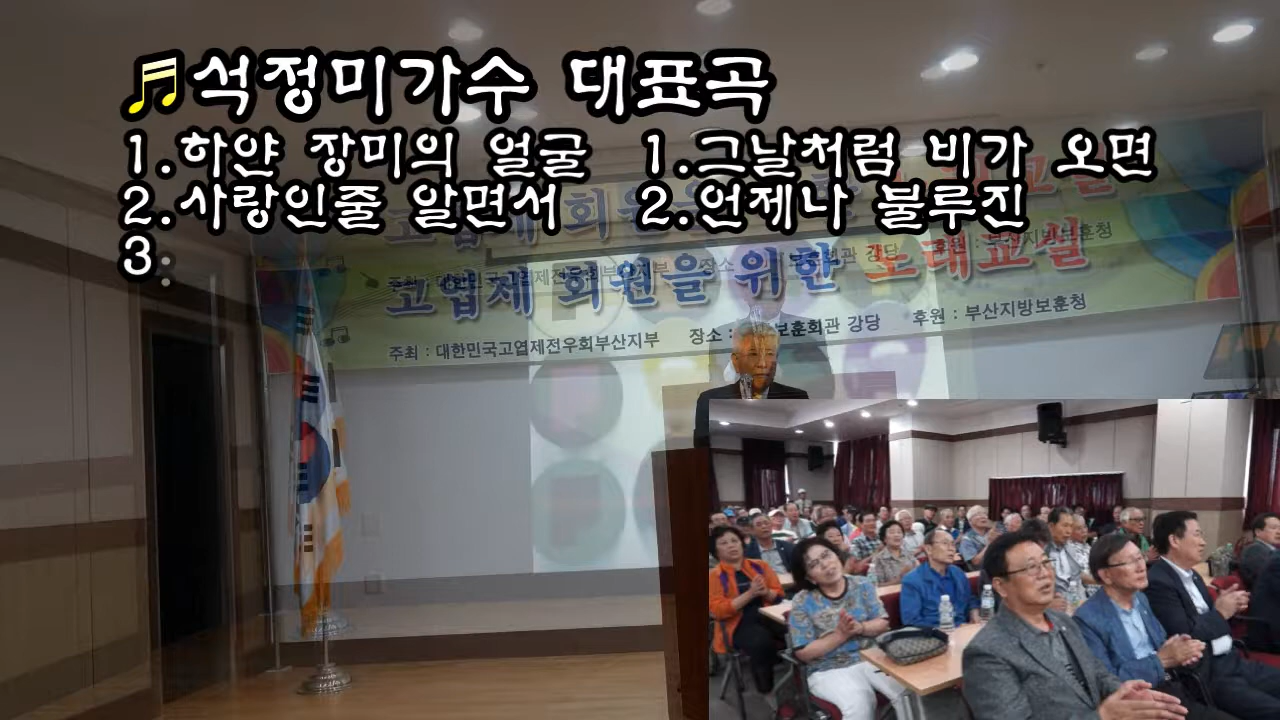 석정미가수 대표곡
1.하얀 장미의 얼굴 1.그날처럼 비가 오면
2.사랑인줄 알면서 2.언제나 불루진
3
고엽제 회원을 위한 노래교실
주최 : 대한민국고엽제전우회부산지부 장소 : 보훈회관 강당 후원 : 부산지방보훈청